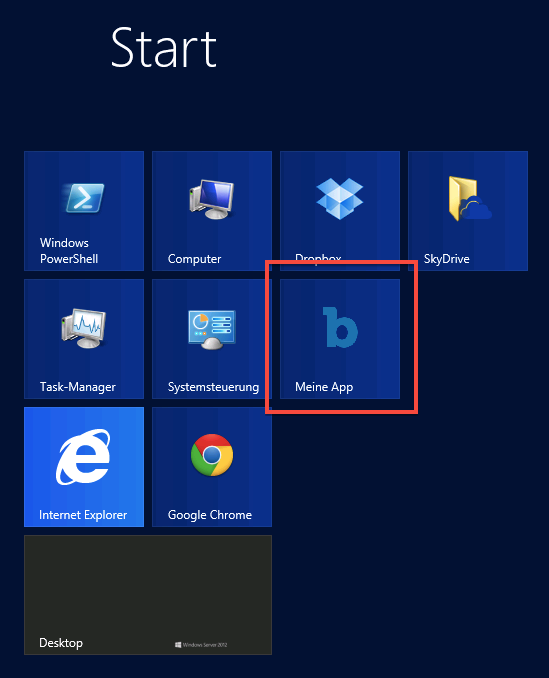 Start
Windows
PowerShell
Computer
Dropbox
SkyDrive
Task-Manager
Systemsteuerung
b
Meine App
Internet Explorer
Google Chrome
Desktop
Windows Server 2012